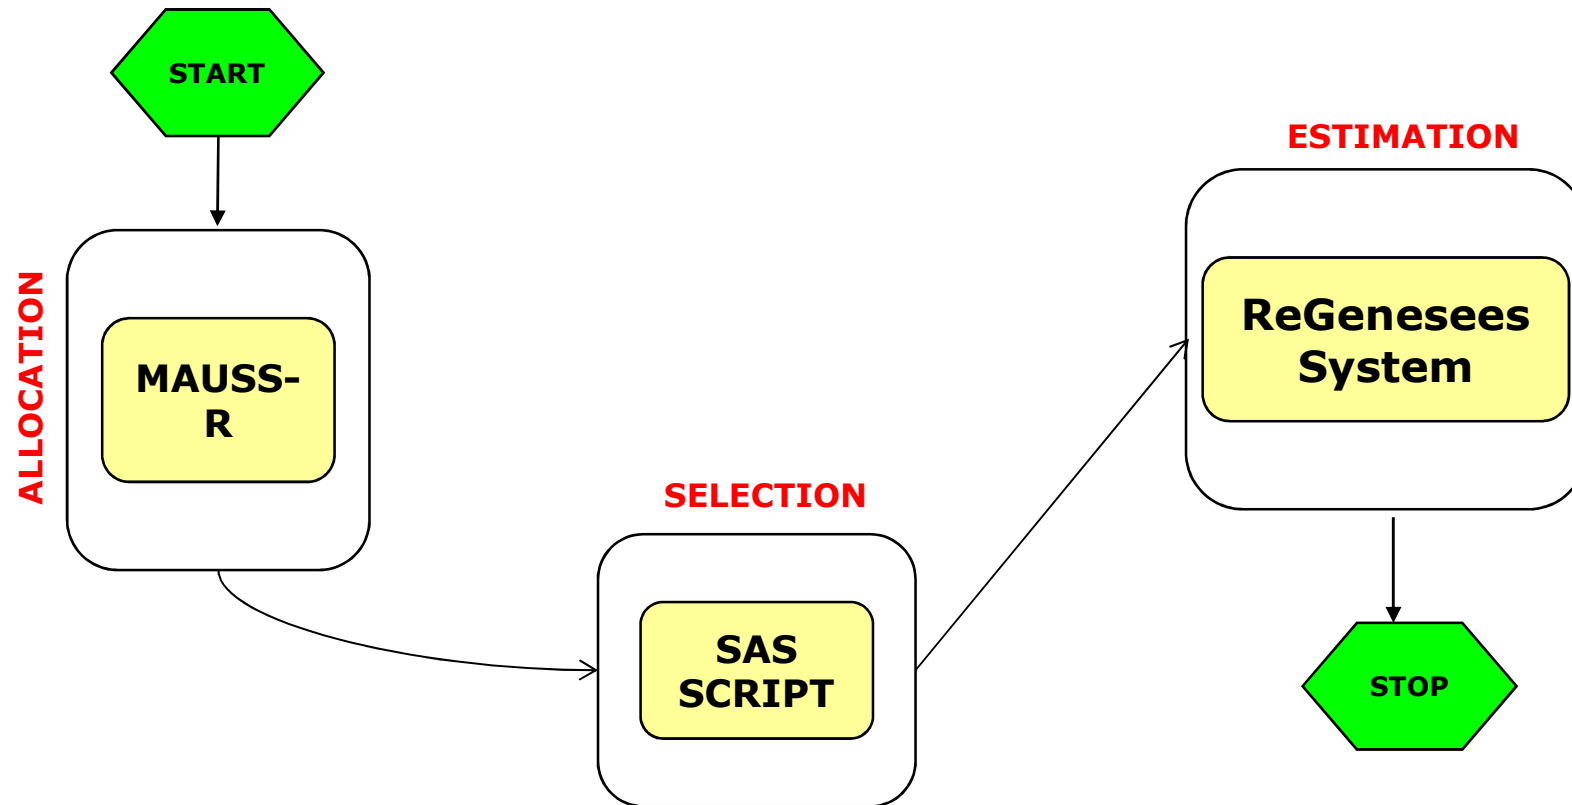 START
ALLOCATION
MAUSS-
R
SELECTION
SAS
SCRIPT
ESTIMATION
ReGenesees
System
STOP